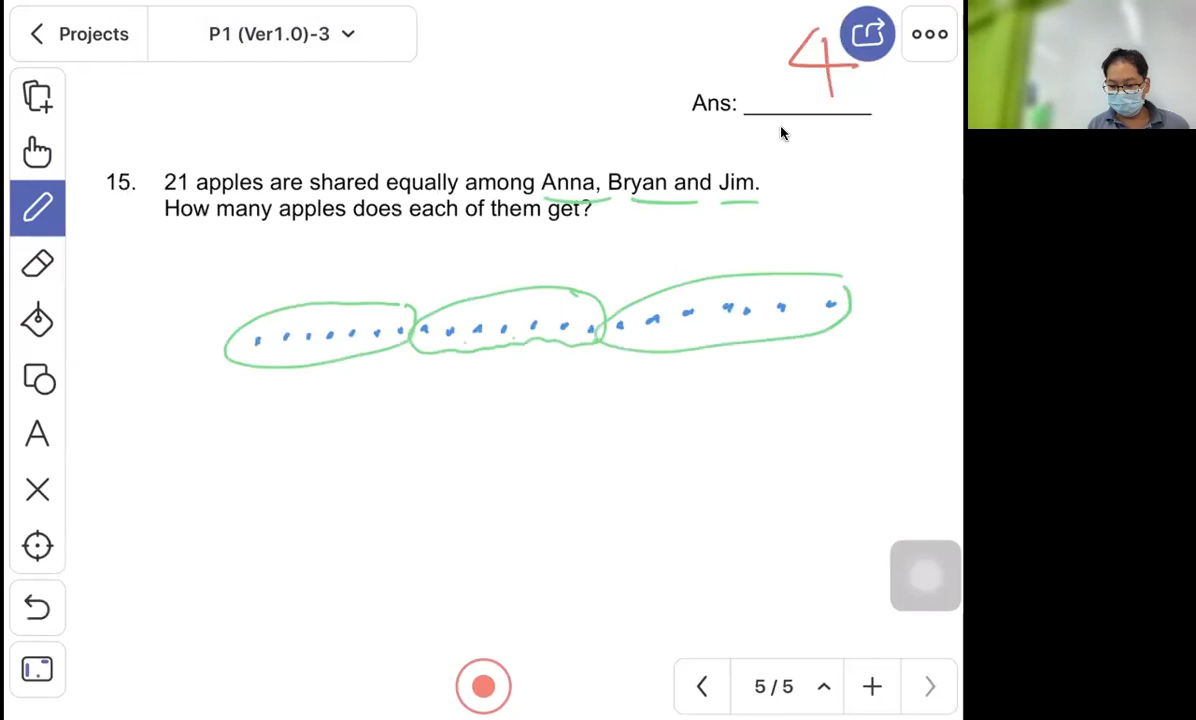 Projects
P1 (Ver1.0)-3
4
Ans:
15. 21 apples are shared equally among Anna, Bryan and Jim.
How many apples does each of them get?
A
5 / 5